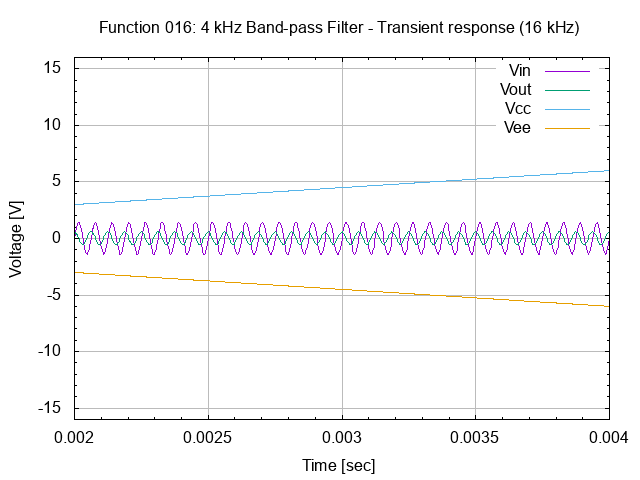 Function 016: 4 kHz Band-pass Filter - Transient response (16 kHz)
Vin
Vout
Vcc
Vee
15
10
5
0
-5
-10
-15
Voltage [V]
0.002 0.0025 0.003 0.0035 0.004
Time [sec]